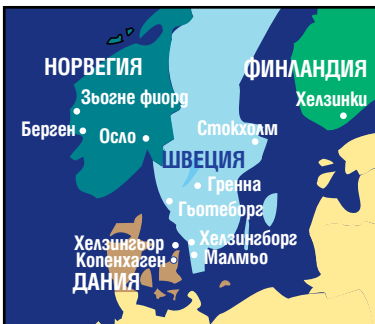 НОРВЕГИЯ
ФИНЛАНДИЯ
Зьогне фиорд
Хелзинки
Берген
Осло
Стокхолм
ШВЕЦИЯ
Гренна
Гьотеборг
Хелзингьор
Хелзингборг
Копенхаген
Малмьо
ДАНИЯ